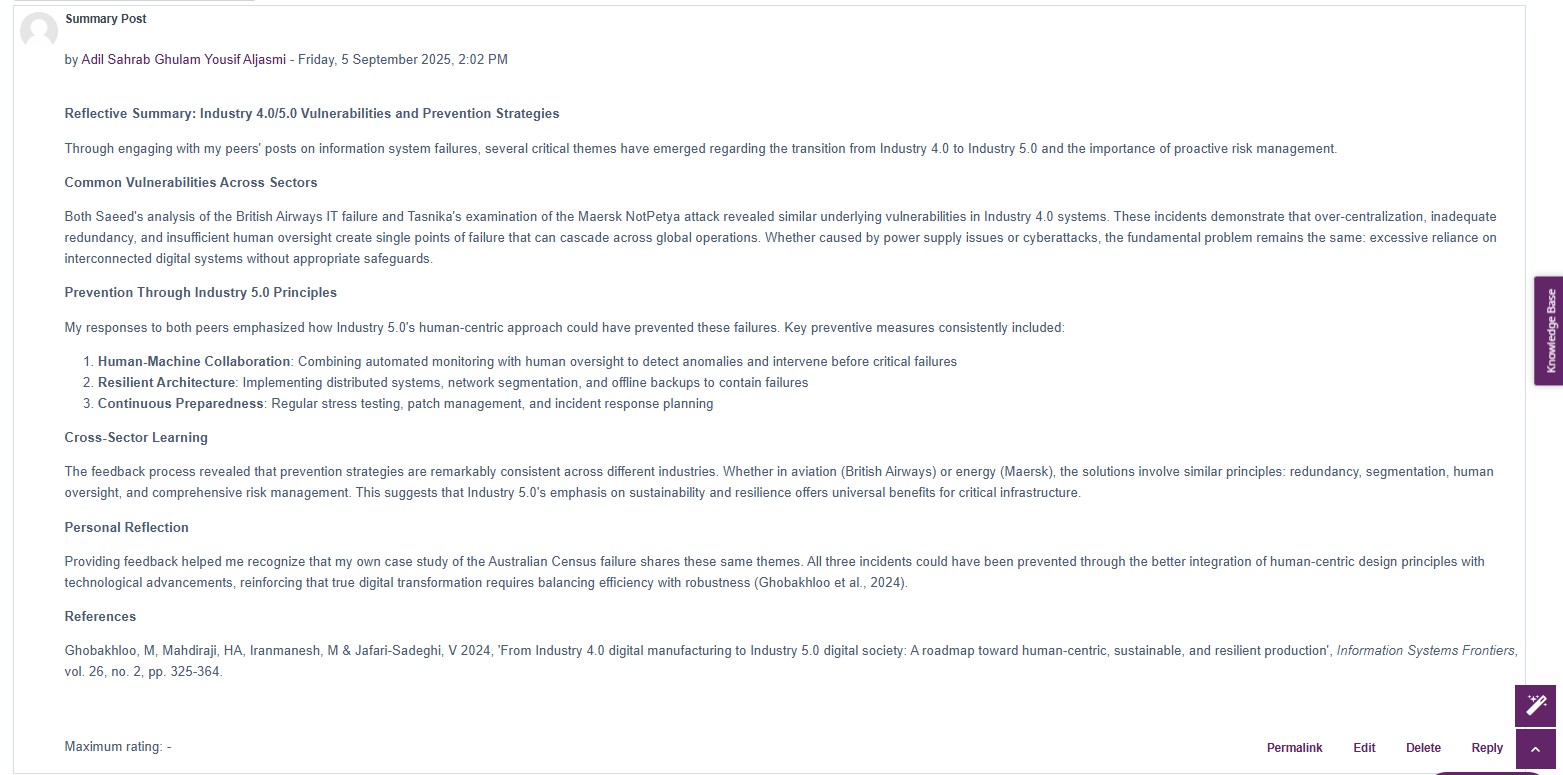 Summary Post
by Adil Sahrab Ghulam Yousif Aljasmi - Friday, 5 September 2025, 2:02 PM
Reflective Summary: Industry 4.0/5.0 Vulnerabilities and Prevention Strategies
Through engaging with my peers' posts on information system failures, several critical themes have emerged regarding the transition from Industry 4.0 to Industry 5.0 and the importance of proactive risk management.
Common Vulnerabilities Across Sectors
Both Saeed's analysis of the British Airways IT failure and Tasnika's examination of the Maersk NotPetya attack revealed similar underlying vulnerabilities in Industry 4.0 systems. These incidents demonstrate that over-centralization, inadequate
redundancy, and insufficient human oversight create single points of failure that can cascade across global operations. Whether caused by power supply issues or cyberattacks, the fundamental problem remains the same: excessive reliance on
interconnected digital systems without appropriate safeguards.
Prevention Through Industry 5.0 Principles
My responses to both peers emphasized how Industry 5.0's human-centric approach could have prevented these failures. Key preventive measures consistently included:
1. Human-Machine Collaboration: Combining automated monitoring with human oversight to detect anomalies and intervene before critical failures
2. Resilient Architecture: Implementing distributed systems, network segmentation, and offline backups to contain failures
3. Continuous Preparedness: Regular stress testing, patch management, and incident response planning
Cross-Sector Learning
The feedback process revealed that prevention strategies are remarkably consistent across different industries. Whether in aviation (British Airways) or energy (Maersk), the solutions involve similar principles: redundancy, segmentation, human
oversight, and comprehensive risk management. This suggests that Industry 5.0's emphasis on sustainability and resilience offers universal benefits for critical infrastructure.
Personal Reflection
Providing feedback helped me recognize that my own case study of the Australian Census failure shares these same themes. All three incidents could have been prevented through the better integration of human-centric design principles with
technological advancements, reinforcing that true digital transformation requires balancing efficiency with robustness (Ghobakhloo et al., 2024).
References
Ghobakhloo, M, Mahdiraji, HA, Iranmanesh, M & Jafari-Sadeghi, V 2024, 'From Industry 4.0 digital manufacturing to Industry 5.0 digital society: A roadmap toward human-centric, sustainable, and resilient production', Information Systems Frontiers,
vol. 26, no. 2, pp. 325-364.
Maximum rating: -
Permalink Edit Delete Reply
Knowledge Base